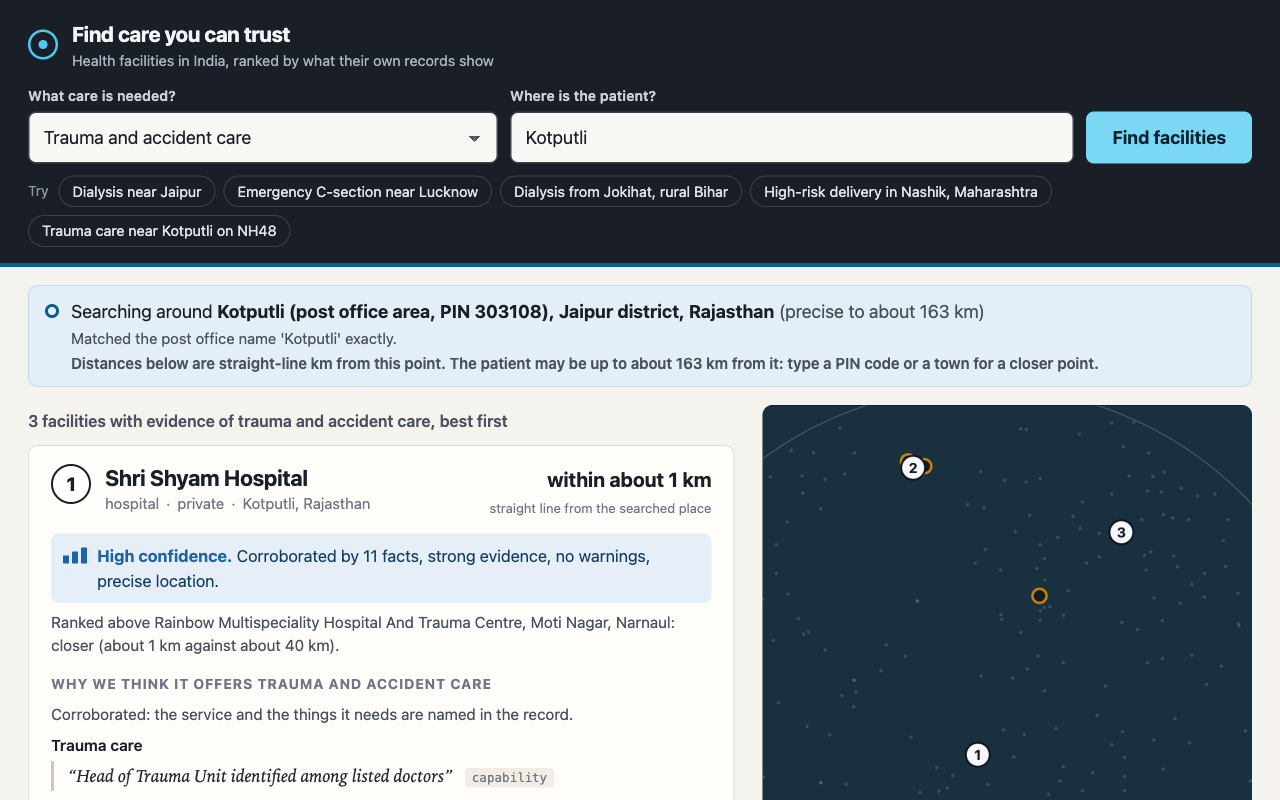 Find care you can trust
Health facilities in India, ranked by what their own records show
What care is needed?
Where is the patient?
Trauma and accident care
Kotputli
Find facilities
Try
Dialysis near Jaipur
Emergency C-section near Lucknow
Dialysis from Jokihat, rural Bihar
High-risk delivery in Nashik, Maharashtra
Trauma care near Kotputli on NH48
Searching around Kotputli (post office area, PIN 303108), Jaipur district, Rajasthan (precise to about 163 km)
Matched the post office name 'Kotputli' exactly.
Distances below are straight-line km from this point. The patient may be up to about 163 km from it: type a PIN code or a town for a closer point.
3 facilities with evidence of trauma and accident care, best first
1
Shri Shyam Hospital
hospital · private · Kotputli, Rajasthan
within about 1 km
straight line from the searched place
High confidence. Corroborated by 11 facts, strong evidence, no warnings,
precise location.
Ranked above Rainbow Multispeciality Hospital And Trauma Centre, Moti Nagar, Narnaul:
closer (about 1 km against about 40 km).
WHY WE THINK IT OFFERS TRAUMA AND ACCIDENT CARE
Corroborated: the service and the things it needs are named in the record.
Trauma care
“Head of Trauma Unit identified among listed doctors” capability
2
3
1